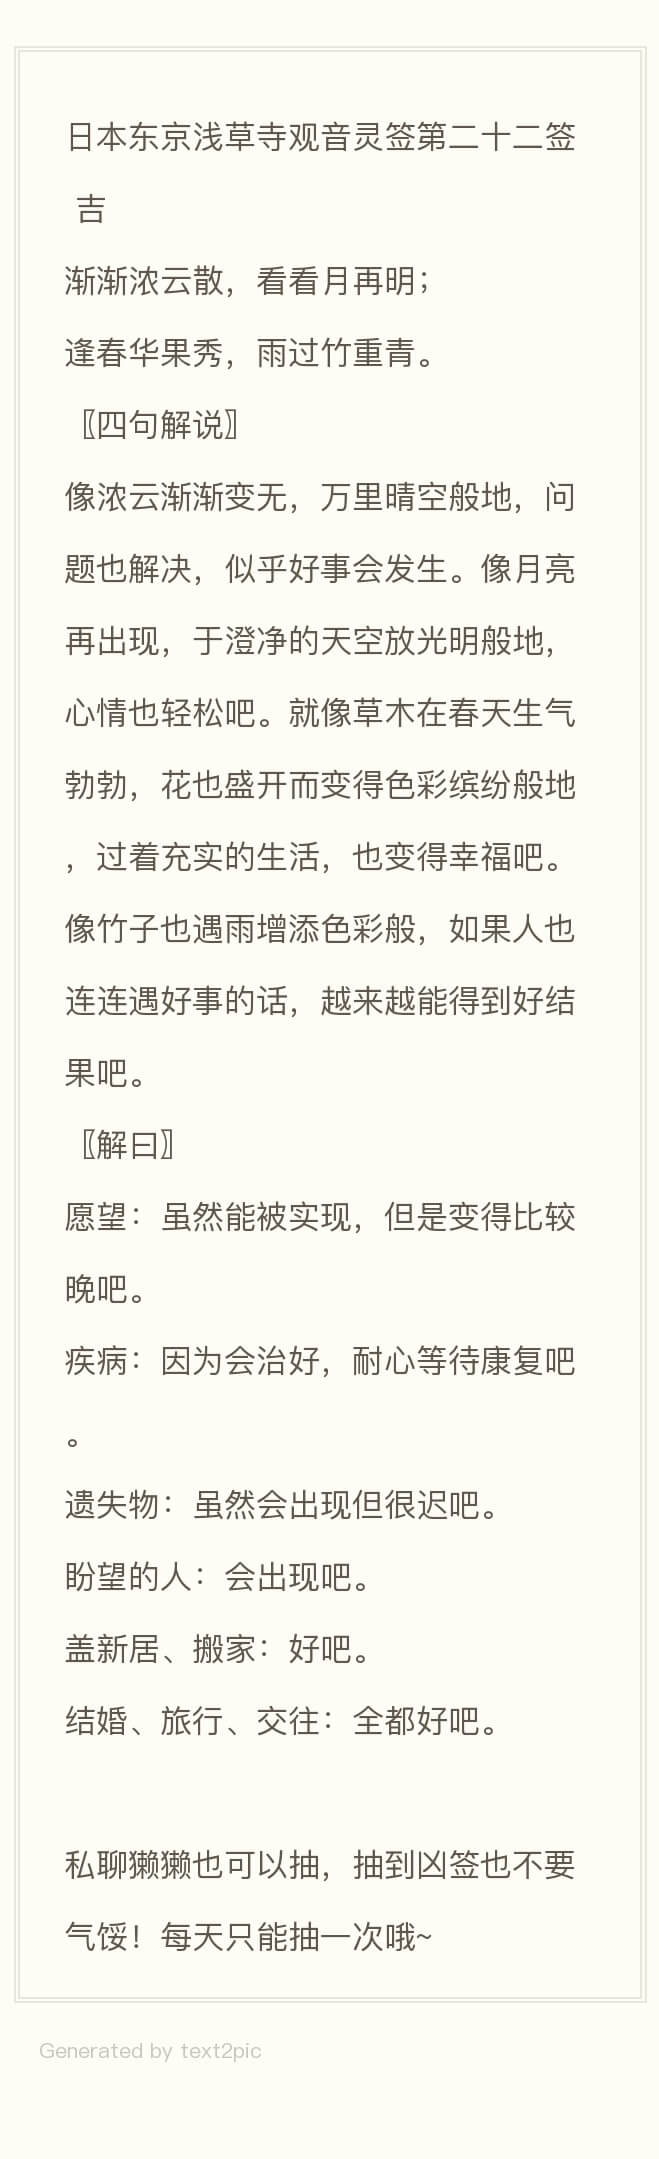 日本东京浅草寺观音灵签第二十二签
吉
渐渐浓云散，看看月再明；
逢春华果秀，雨过竹重青。
〖四句解说〗
像浓云渐渐变无，万里晴空般地，问
题也解决，似乎好事会发生。像月亮
再出现，于澄净的天空放光明般地，
心情也轻松吧。就像草木在春天生气
勃勃，花也盛开而变得色彩缤纷般地
，过着充实的生活，也变得幸福吧。
像竹子也遇雨增添色彩般，如果人也
连连遇好事的话，越来越能得到好结
果吧。
〖解曰〗
愿望：虽然能被实现，但是变得比较
晚吧。
疾病：因为会治好，耐心等待康复吧
。
遗失物：虽然会出现但很迟吧。
盼望的人：会出现吧。
盖新居、搬家：好吧。
结婚、旅行、交往：全都好吧。
私聊獭獭也可以抽，抽到凶签也不要
气馁！每天只能抽一次哦~
Generated by text2pic